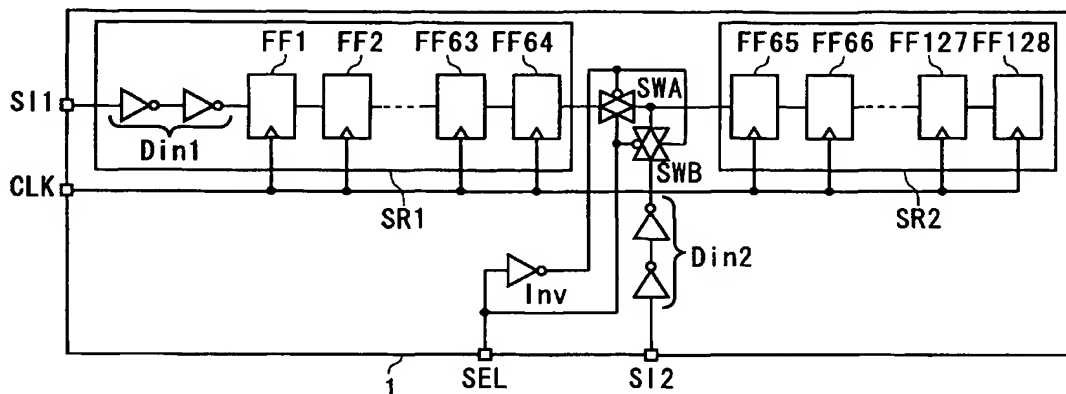 FF1 FF2 FF63 FF64 FF65 FF66 FF127 FF128
SI1
SWA
Din1
SWB
CLK
SR1
SR2
Din2
Inv
1
SEL
SI2